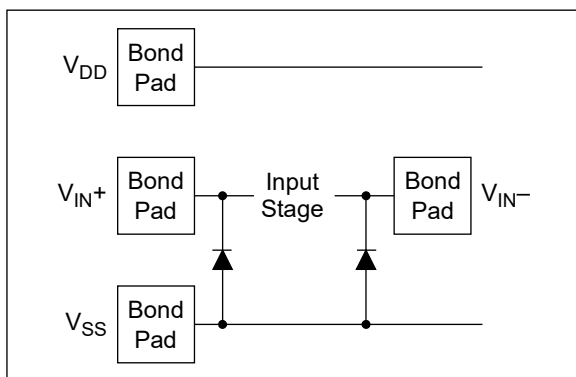 V_DD Bond Pad
V_IN+ Bond Pad Input Stage Bond Pad V_IN–
V_SS Bond Pad